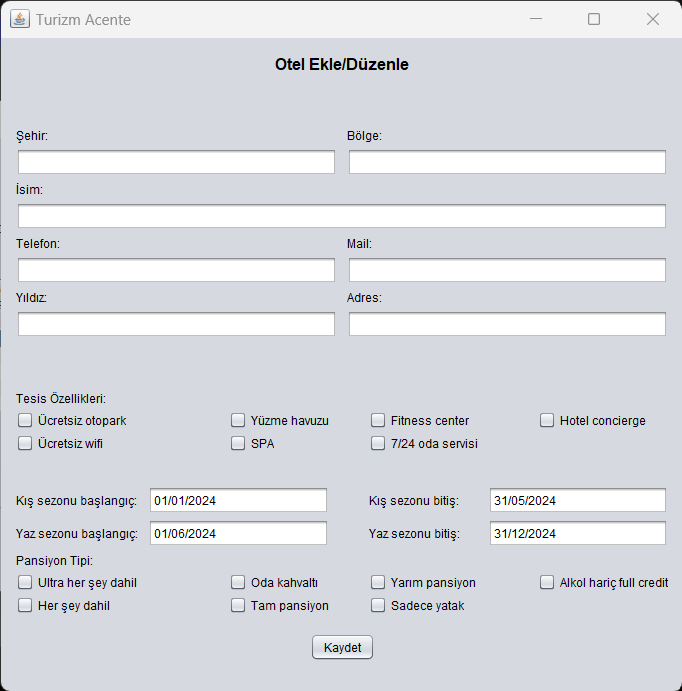 Turizm Acente
Otel Ekle/Düzenle
Şehir: Bölge:
İsim:
Telefon: Mail:
Yıldız: Adres:
Tesis Özellikleri:
Ücretsiz otopark Yüzme havuzu Fitness center Hotel concierge
Ücretsiz wifi SPA 7/24 oda servisi
Kış sezonu başlangıç: 01/01/2024 Kış sezonu bitiş: 31/05/2024
Yaz sezonu başlangıç: 01/06/2024 Yaz sezonu bitiş: 31/12/2024
Pansiyon Tipi:
Ultra her şey dahil Oda kahvaltı Yarım pansiyon Alkol hariç full credit
Her şey dahil Tam pansiyon Sadece yatak
Kaydet